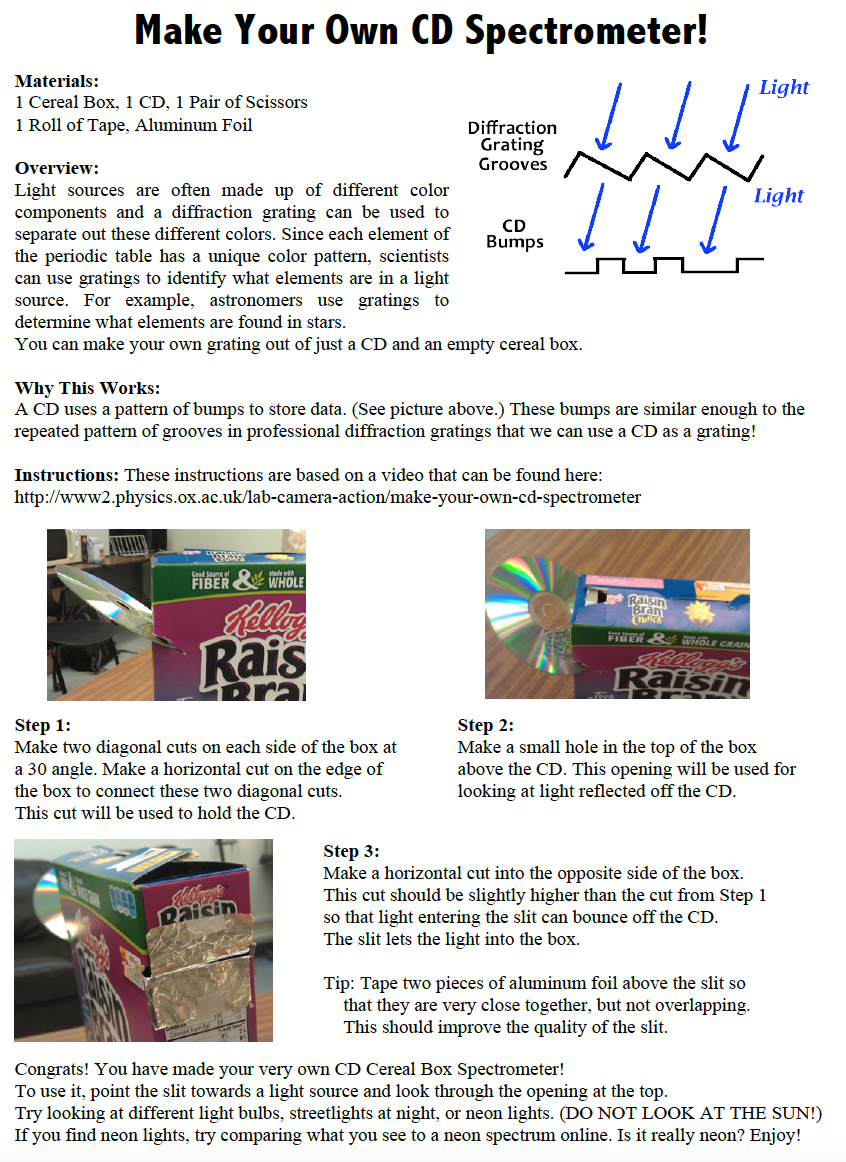 Make Your Own CD Spectrometer!
Materials:
1 Cereal Box, 1 CD, 1 Pair of Scissors
1 Roll of Tape, Aluminum Foil
Light
Diffraction
Grating
Grooves
Light
CD
Bumps
Overview:
Light sources are often made up of different color
components and a diffraction grating can be used to
separate out these different colors. Since each element of
the periodic table has a unique color pattern, scientists
can use gratings to identify what elements are in a light
source. For example, astronomers use gratings to
determine what elements are found in stars.
You can make your own grating out of just a CD and an empty cereal box.
Why This Works:
A CD uses a pattern of bumps to store data. (See picture above.) These bumps are similar enough to the
repeated pattern of grooves in professional diffraction gratings that we can use a CD as a grating!
Instructions: These instructions are based on a video that can be found here:
http://www2.physics.ox.ac.uk/lab-camera-action/make-your-own-cd-spectrometer
Good Source of
FIBER & Made with
WHOLE
Kellogg
Rais
Bra
Raisin
Bran
Crunch
Good Source of
FIBER & Made with
WHOLE GRAIN
Kellogg's
Raisin
Step 1:
Make two diagonal cuts on each side of the box at
a 30 angle. Make a horizontal cut on the edge of
the box to connect these two diagonal cuts.
This cut will be used to hold the CD.
Step 2:
Make a small hole in the top of the box
above the CD. This opening will be used for
looking at light reflected off the CD.
Kellogg's
Raisin
Step 3:
Make a horizontal cut into the opposite side of the box.
This cut should be slightly higher than the cut from Step 1
so that light entering the slit can bounce off the CD.
The slit lets the light into the box.
Tip: Tape two pieces of aluminum foil above the slit so
that they are very close together, but not overlapping.
This should improve the quality of the slit.
Congrats! You have made your very own CD Cereal Box Spectrometer!
To use it, point the slit towards a light source and look through the opening at the top.
Try looking at different light bulbs, streetlights at night, or neon lights. (DO NOT LOOK AT THE SUN!)
If you find neon lights, try comparing what you see to a neon spectrum online. Is it really neon? Enjoy!